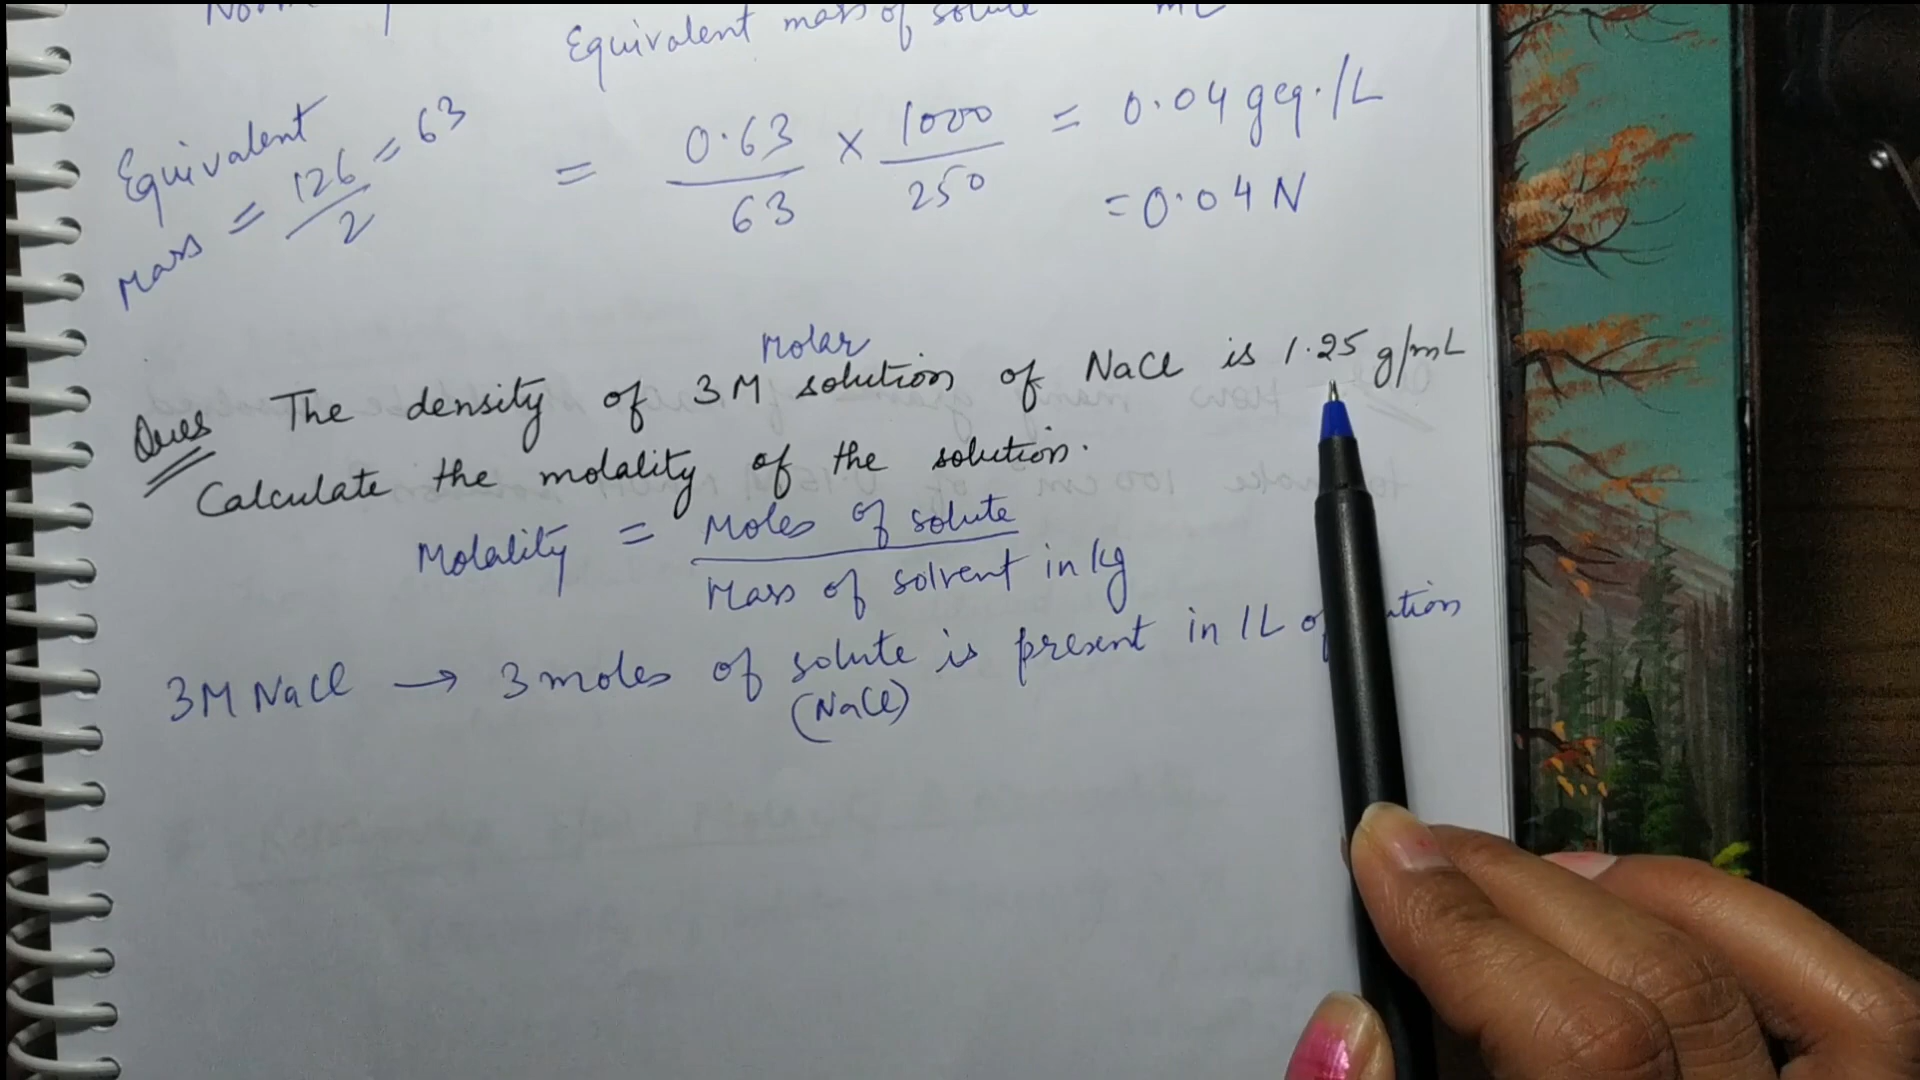 Equivalent mass of solute mL
Equivalent
Mass = 126/2 = 63
= 0.63/63 × 1000/250 = 0.04 geq./L
= 0.04 N
Molar
Ques The density of 3M solution of NaCl is 1.25 g/mL
Calculate the molality of the solution.
Molality = Moles of solute / Mass of solvent in kg
3M NaCl → 3 moles of solute is present in 1L of
(NaCl)